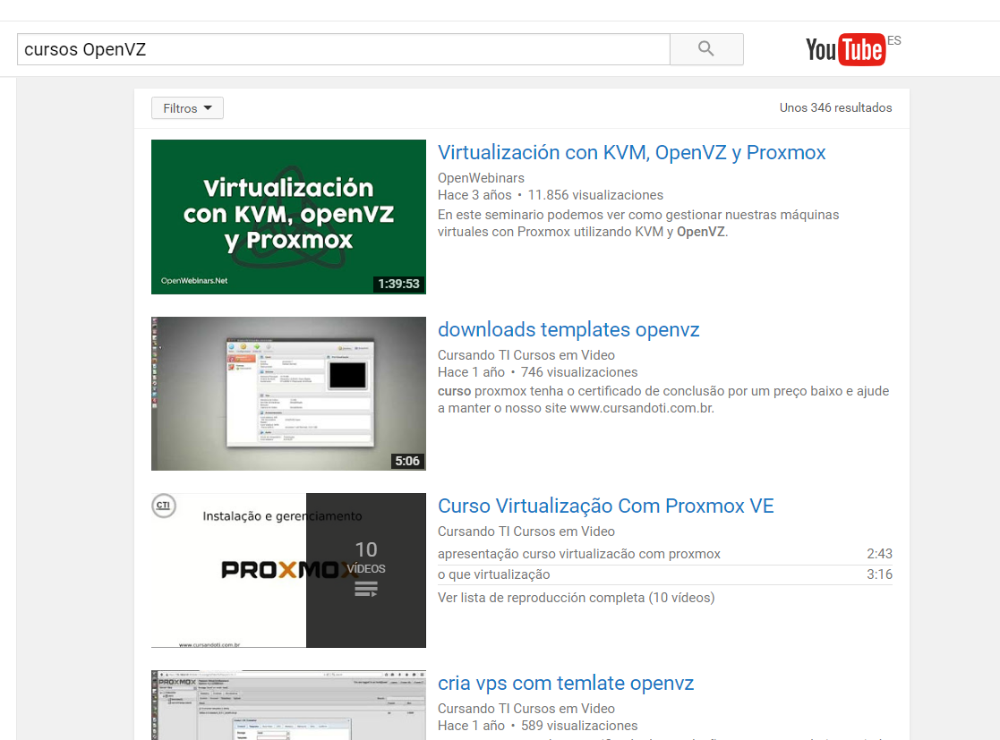 cursos OpenVZ
YouTube ES
Filtros
Unos 346 resultados
Virtualización
con KVM, openVZ
y Proxmox
OpenWebinars.Net
1:39:53
Virtualización con KVM, OpenVZ y Proxmox
OpenWebinars
Hace 3 años • 11.856 visualizaciones
En este seminario podemos ver como gestionar nuestras máquinas
virtuales con Proxmox utilizando KVM y OpenVZ.
5:06
downloads templates openvz
Cursando TI Cursos em Video
Hace 1 año • 746 visualizaciones
curso proxmox tenha o certificado de conclusão por um preço baixo e ajude
a manter o nosso site www.cursandoti.com.br.
CTI
Instalação e gerenciamento
PROXMOX
www.cursandoti.com.br
10
VÍDEOS
Curso Virtualização Com Proxmox VE
Cursando TI Cursos em Video
apresentação curso virtualizacão com proxmox 2:43
o que virtualização 3:16
Ver lista de reproducción completa (10 vídeos)
PROXMOX
cria vps com temlate openvz
Cursando TI Cursos em Video
Hace 1 año • 589 visualizaciones